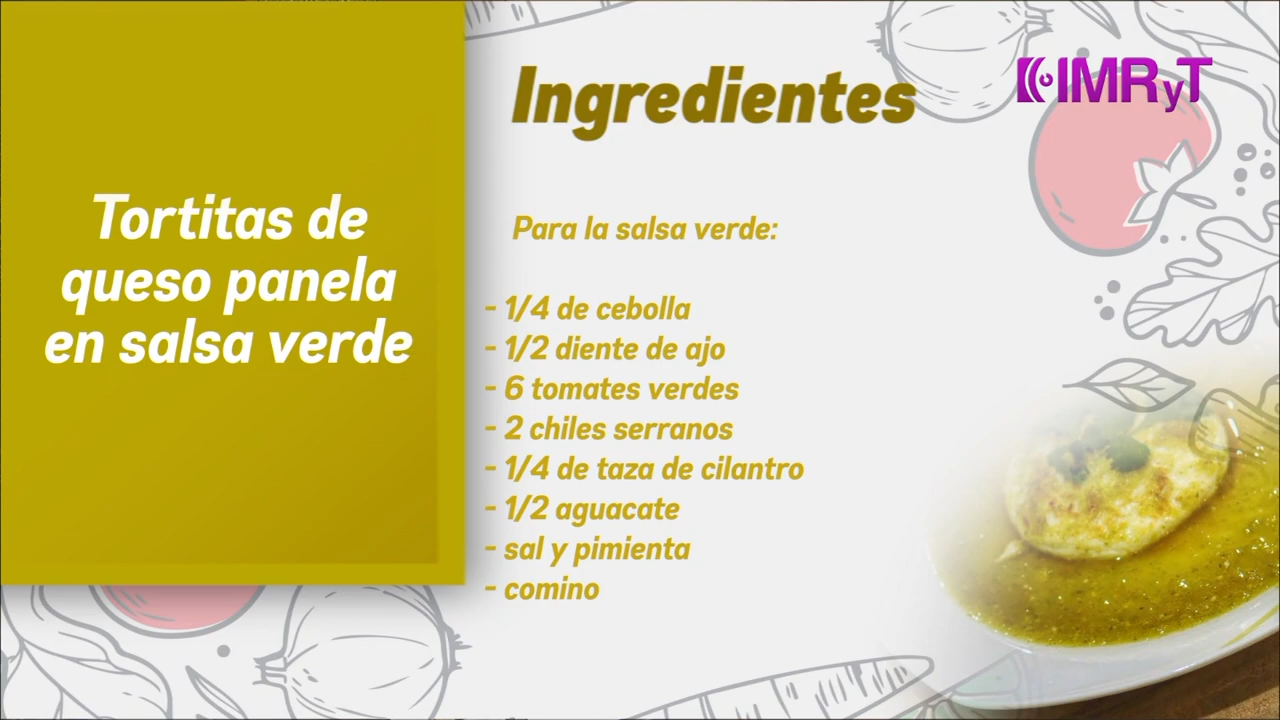 Tortitas de
queso panela
en salsa verde
Ingredientes
IMRyT
Para la salsa verde:
- 1/4 de cebolla
- 1/2 diente de ajo
- 6 tomates verdes
- 2 chiles serranos
- 1/4 de taza de cilantro
- 1/2 aguacate
- sal y pimienta
- comino